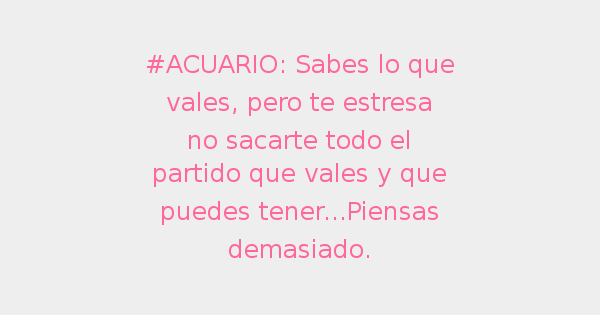 #ACUARIO: Sabes lo que
vales, pero te estresa
no sacarte todo el
partido que vales y que
puedes tener...Piensas
demasiado.